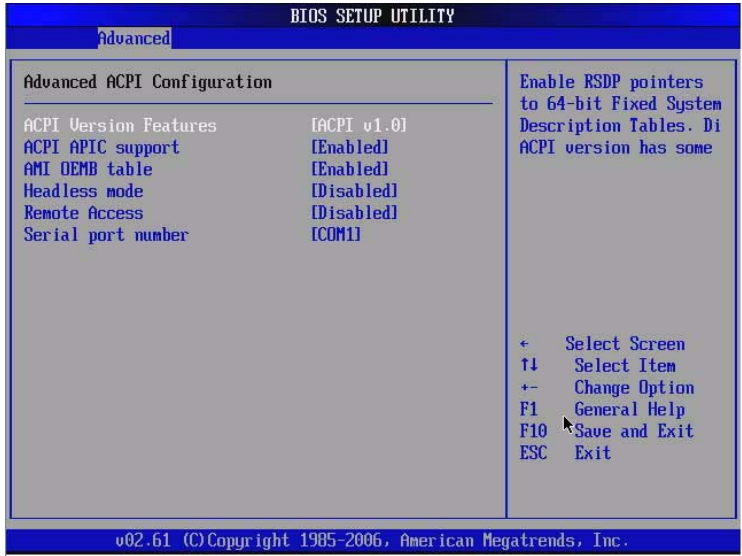 BIOS SETUP UTILITY
Advanced
Advanced ACPI Configuration
ACPI Version Features [ACPI v1.0]
ACPI APIC support [Enabled]
AMI OEMB table [Enabled]
Headless mode [Disabled]
Remote Access [Disabled]
Serial port number [COM1]
Enable RSDP pointers
to 64-bit Fixed System
Description Tables. Di
ACPI version has some
← Select Screen
↑↓ Select Item
+- Change Option
F1 General Help
F10 Save and Exit
ESC Exit
v02.61 (C)Copyright 1985-2006, American Megatrends, Inc.